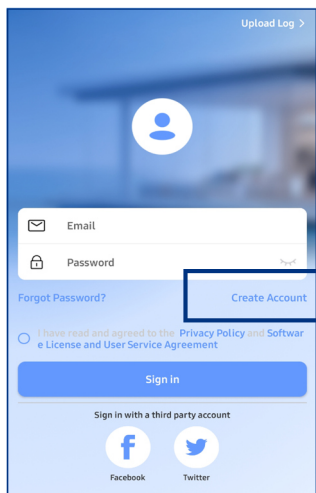 Upload Log >
Email
Password
Forgot Password?
Create Account
I have read and agreed to the Privacy Policy and Softwar
e License and User Service Agreement
Sign in
Sign in with a third party account
Facebook
Twitter